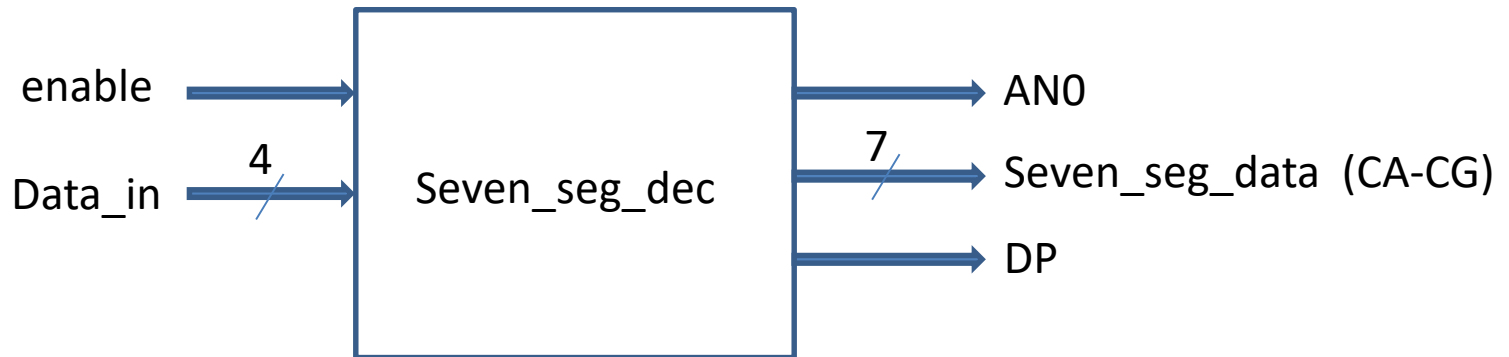 enable
AN0
4
7
Seven_seg_data (CA-CG)
Data_in
Seven_seg_dec
DP